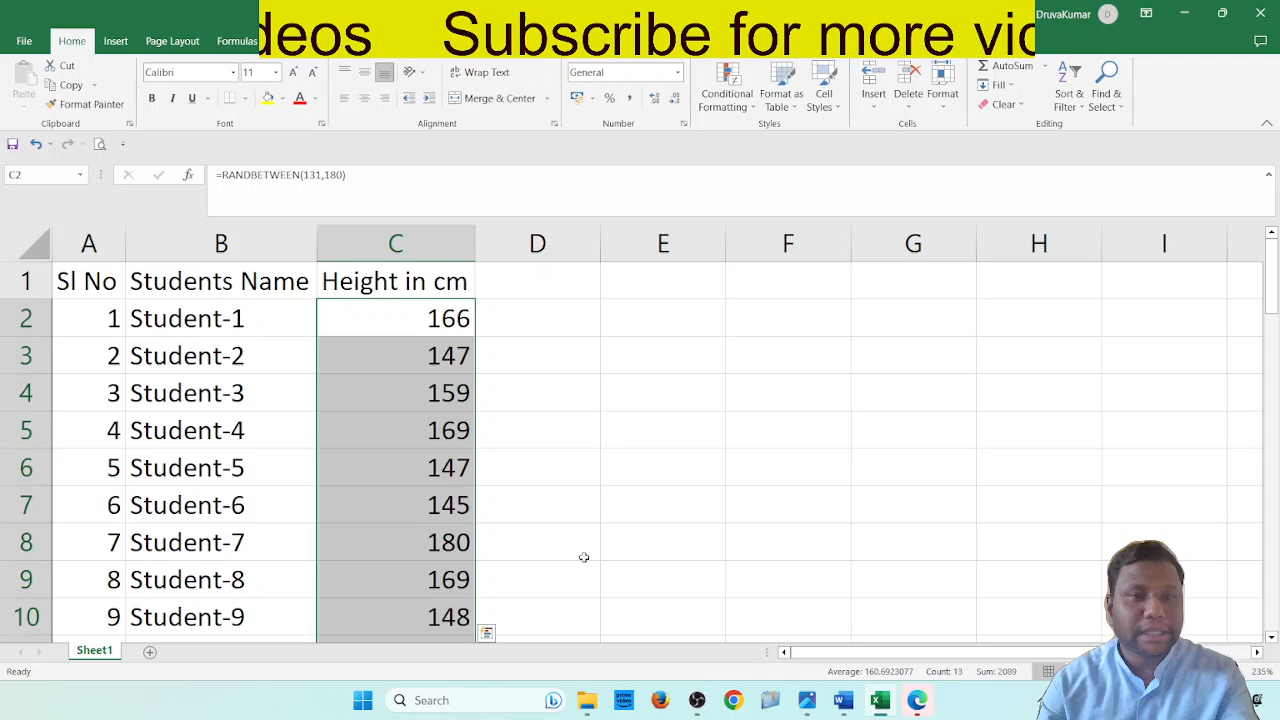 deos Subscribe for more vid
DruvaKumar D
File Home Insert Page Layout Formulas
Paste Cut Copy Format Painter Clipboard
Calibri 11 B I U A Font
Wrap Text Merge & Center Alignment
General % , Number
Conditional Formatting Format as Table Cell Styles Styles
Insert Delete Format Cells
AutoSum Fill Clear Sort & Filter Find & Select Editing
C2 fx =RANDBETWEEN(131,180)
A B C D E F G H I
1 Sl No Students Name Height in cm
2 1 Student-1 166
3 2 Student-2 147
4 3 Student-3 159
5 4 Student-4 169
6 5 Student-5 147
7 6 Student-6 145
8 7 Student-7 180
9 8 Student-8 169
10 9 Student-9 148
Sheet1
Ready Average: 160.6923077 Count: 13 Sum: 2089 235%
Search prime video